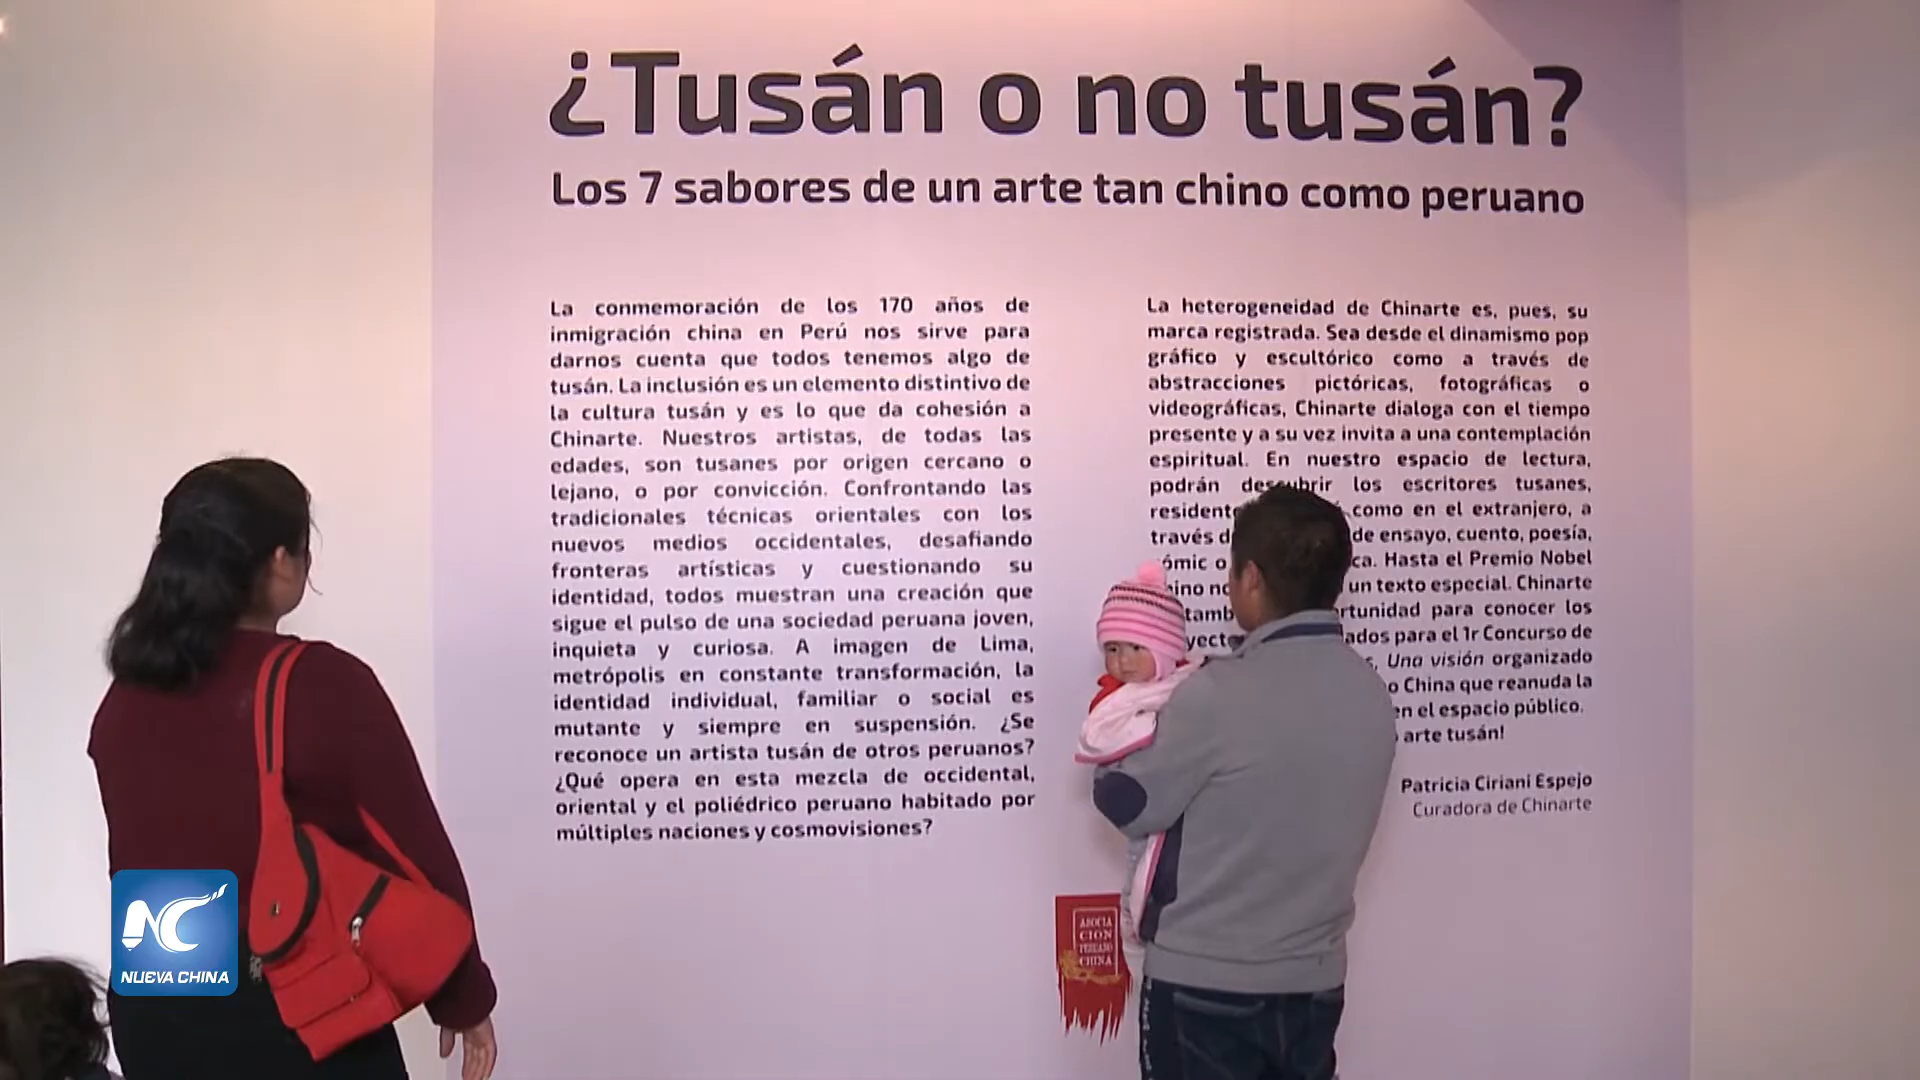 ¿Tusán o no tusán?
Los 7 sabores de un arte tan chino como peruano
La conmemoración de los 170 años de
inmigración china en Perú nos sirve para
darnos cuenta que todos tenemos algo de
tusán. La inclusión es un elemento distintivo de
la cultura tusán y es lo que da cohesión a
Chinarte. Nuestros artistas, de todas las
edades, son tusanes por origen cercano o
lejano, o por convicción. Confrontando las
tradicionales técnicas orientales con los
nuevos medios occidentales, desafiando
fronteras artísticas y cuestionando su
identidad, todos muestran una creación que
sigue el pulso de una sociedad peruana joven,
inquieta y curiosa. A imagen de Lima,
metrópolis en constante transformación, la
identidad individual, familiar o social es
mutante y siempre en suspensión. ¿Se
reconoce un artista tusán de otros peruanos?
¿Qué opera en esta mezcla de occidental,
oriental y el poliédrico peruano habitado por
múltiples naciones y cosmovisiones?
La heterogeneidad de Chinarte es, pues, su
marca registrada. Sea desde el dinamismo pop
gráfico y escultórico como a través de
abstracciones pictóricas, fotográficas o
videográficas, Chinarte dialoga con el tiempo
presente y a su vez invita a una contemplación
espiritual. En nuestro espacio de lectura,
podrán descubrir los escritores tusanes,
como en el extranjero, a
través de ensayo, cuento, poesía,
o Hasta el Premio Nobel
un texto especial. Chinarte
para conocer los
para el 1r Concurso de
Una visión organizado
China que reanuda la
en el espacio público.
arte tusán!
Patricia Ciriani Espejo
Curadora de Chinarte
ASOCIA
CION
PERUANO
CHINA
NC
NUEVA CHINA